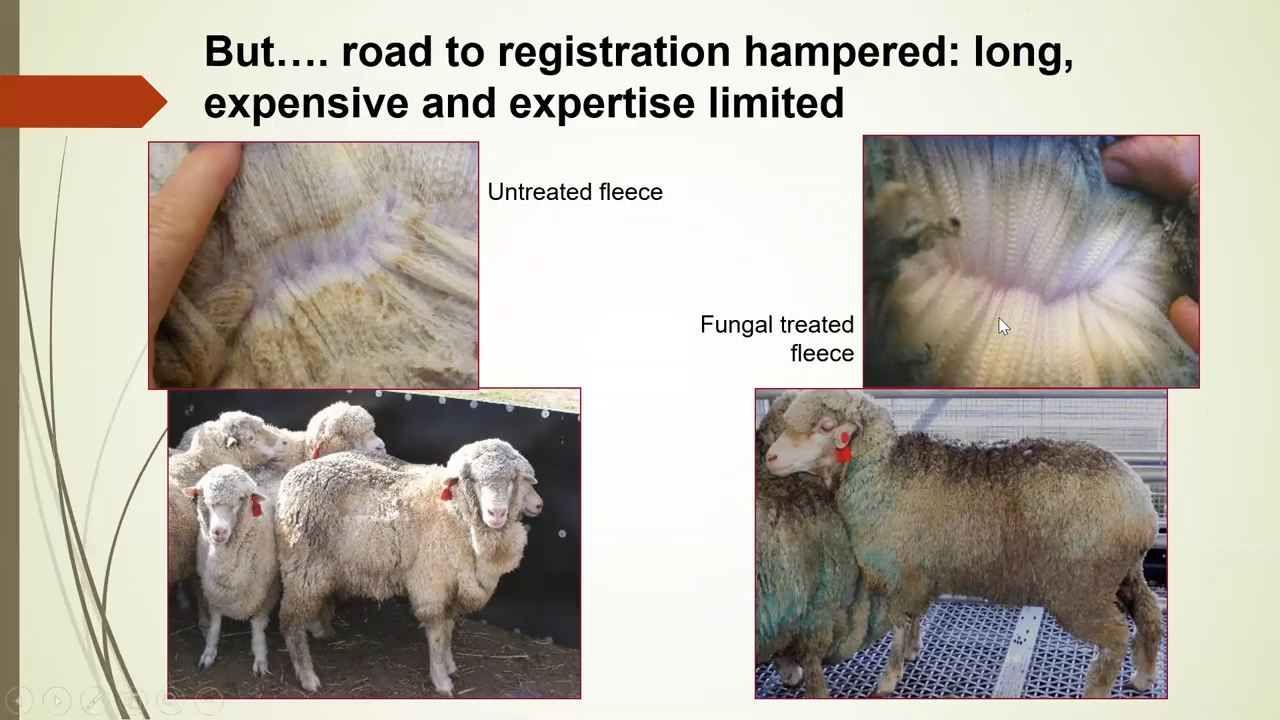 But…. road to registration hampered: long,
expensive and expertise limited
Untreated fleece
Fungal treated
fleece